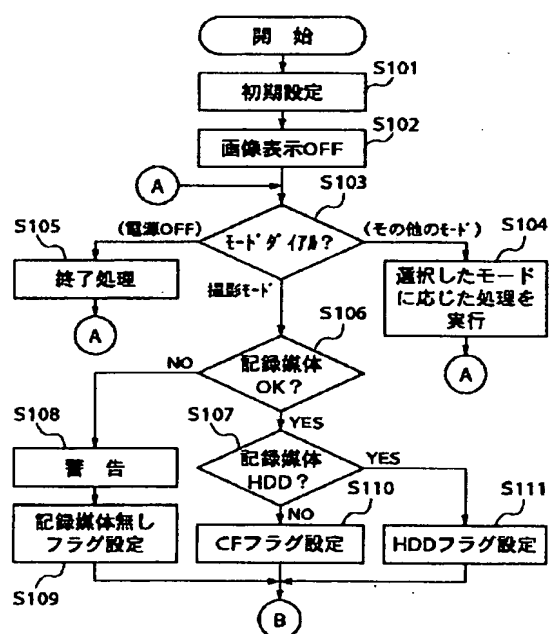 開 始
S101
初期設定
S102
画像表示OFF
A
S103
S105
(電源OFF)
ﾓｰﾄﾞﾀﾞｲｱﾙ?
(その他のﾓｰﾄﾞ)
S104
終了処理
選択したモード
に応じた処理を
実行
撮影ﾓｰﾄﾞ
A
S106
A
NO
記録媒体
OK?
S108
S107
YES
警 告
記録媒体
HDD?
YES
S110
S111
記録媒体無し
フラグ設定
NO
CFフラグ設定
HDDフラグ設定
S109
B